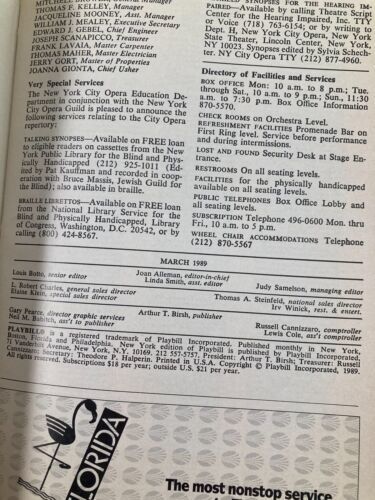 MITCHELL
THOMAS F. KELLEY, Manager
JACQUELINE MOONEY, Asst. Manager
WILLIAM J. MEALEY, Executive Secretary
EDWARD J. GEBEL, Chief Engineer
JOSEPH SCANAPICCO, Treasurer
FRANK LAVAIA, Master Carpenter
THOMAS MAHER, Master Electrician
JERRY GORT, Master of Properties
JOANNA GIONTA, Chief Usher
Very Special Services
The New York City Opera Education De-
partment in conjunction with the New York
City Opera Guild is pleased to announce the
following services relating to the City Opera
repertory:
TALKING SYNOPSES—Available on FREE loan
to eligible readers on cassettes from the New
York Public Library for the Blind and Phys-
ically Handicapped (212) 925-1011 (Ed-
ited by Pat Kauffman and recorded in coop-
eration with Bruce Massis, Jewish Guild for
the Blind); also available in braille.
BRAILLE LIBRETTOS—Available on FREE loan
from the National Library Service for the
Blind and Physically Handicapped, Library
of Congress, Washington, D.C. 20542, or by
calling (800) 424-8567.
SYNOPSES FOR THE HEARING IM-
PAIRED—Available by calling Theatre Script
Center for the Hearing Impaired, Inc. TTY
or Voice (718) 763-6154; or by writing to
Dept. H, New York City Opera, New York
State Theater, Lincoln Center, New York,
NY 10023. Synopses edited by Sylvia Schech-
ter. NY City Opera TTY (212) 877-4960.
Directory of Facilities and Services
BOX OFFICE Mon: 10 a.m. to 8 p.m.; Tue.
through Sat., 10 a.m. to 9 p.m.; Sun., 11:30
a.m. to 7:30 p.m. Box Office Information
870-5570.
CHECK ROOMS on Orchestra Level.
REFRESHMENT FACILITIES Promenade Bar on
First Ring level. Service before performance
and during intermissions.
LOST AND FOUND Security Desk at Stage En-
trance.
RESTROOMS On all seating levels.
FACILITIES for the physically handicapped
available on all seating levels.
PUBLIC TELEPHONES Box Office Lobby and
all seating levels.
SUBSCRIPTION Telephone 496-0600 Mon. thru
Fri., 10 a.m. to 5 p.m.
WHEEL CHAIR ACCOMMODATIONS Telephone
(212) 870-5567
MARCH 1989
Joan Alleman, editor-in-chief
Louis Botto, senior editor Linda Smith, asst. editor Judy Samelson, managing editor
L. Robert Charles, general sales director Thomas A. Steinfeld, national sales director
Elaine Klein, special sales director Irv Winick, rest. & entert.
Arthur T. Birsh, publisher
Gary Pearce, director graphic services Russell Cannizzaro, comptroller
Neil M. Bubitch, ass't to publisher Lewis Cole, ass't comptroller
PLAYBILL® is a registered trademark of Playbill Incorporated. Published monthly in New York,
Boston, Florida and Philadelphia. New York edition of Playbill is published by Playbill Incorporated,
71 Vanderbilt Avenue, New York, N.Y. 10169. 212 557-5757. President: Arthur T. Birsh; Treasurer: Russell
Cannizzaro; Secretary: Theodore P. Halperin. Printed in U.S.A. Copyright © Playbill Incorporated, 1989.
All rights reserved. Subscriptions $18 per year; outside U.S. $21 per year.
FLORIDA
The most nonstop service